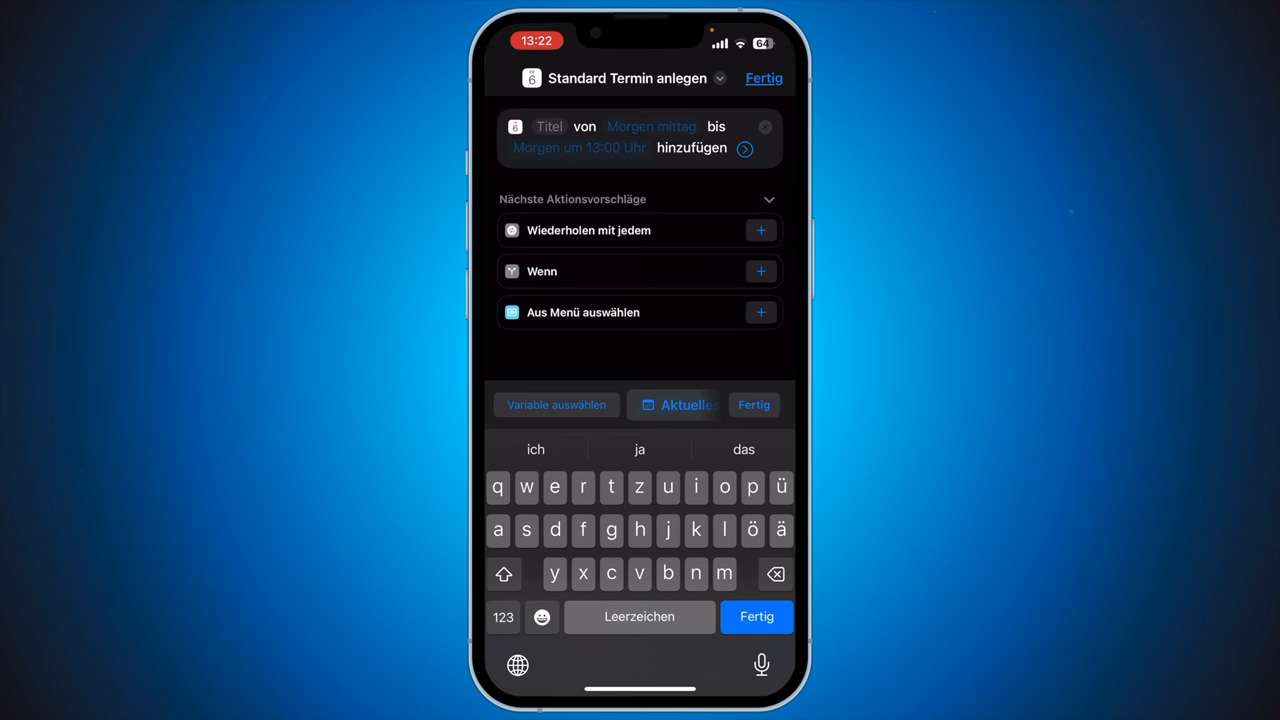 13:22
64
6 Standard Termin anlegen
Fertig
6 Titel von Morgen mittag bis
Morgen um 13:00 Uhr hinzufügen
Nächste Aktionsvorschläge
Wiederholen mit jedem +
Wenn +
Aus Menü auswählen +
Variable auswählen
Aktuelle
Fertig
ich ja das
q w e r t z u i o p ü
a s d f g h j k l ö ä
y x c v b n m
123 Leerzeichen Fertig